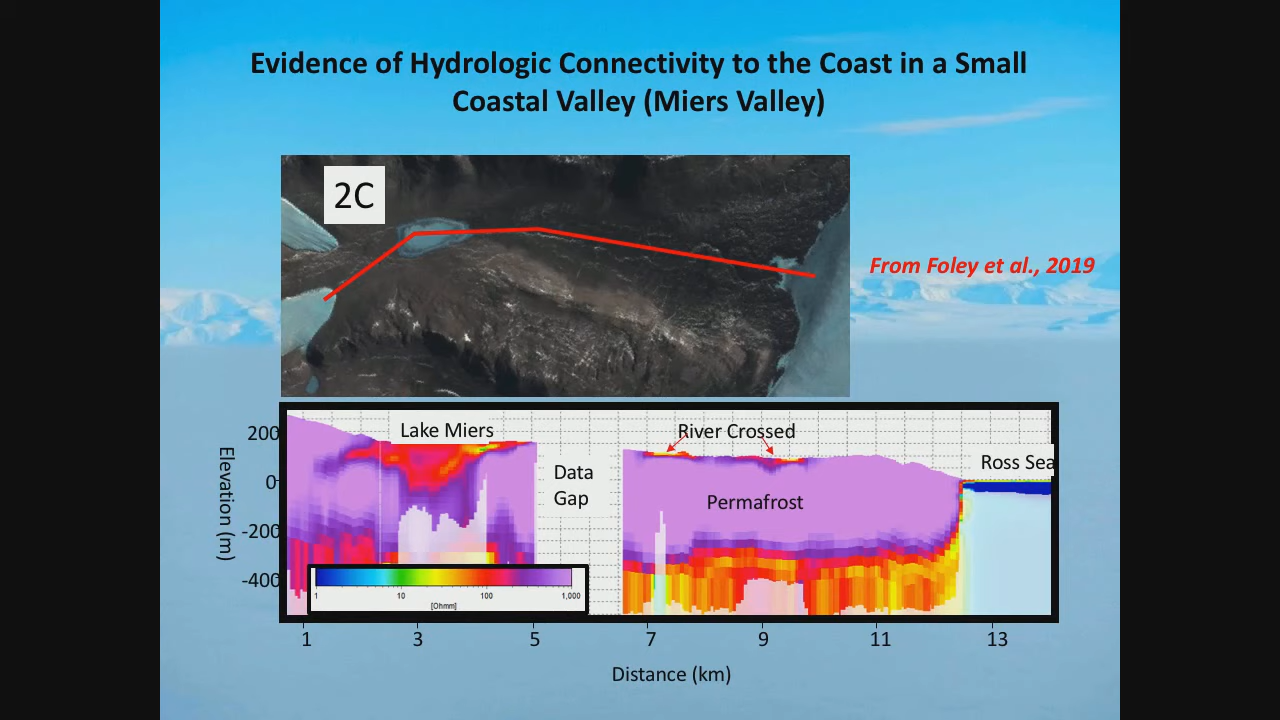 Evidence of Hydrologic Connectivity to the Coast in a Small
Coastal Valley (Miers Valley)
2C
From Foley et al., 2019
Lake Miers
River Crossed
Data
Gap
Permafrost
Ross Sea
Elevation (m)
200
0
-200
-400
1 10 100 1,000
[Ohmm]
1 3 5 7 9 11 13
Distance (km)